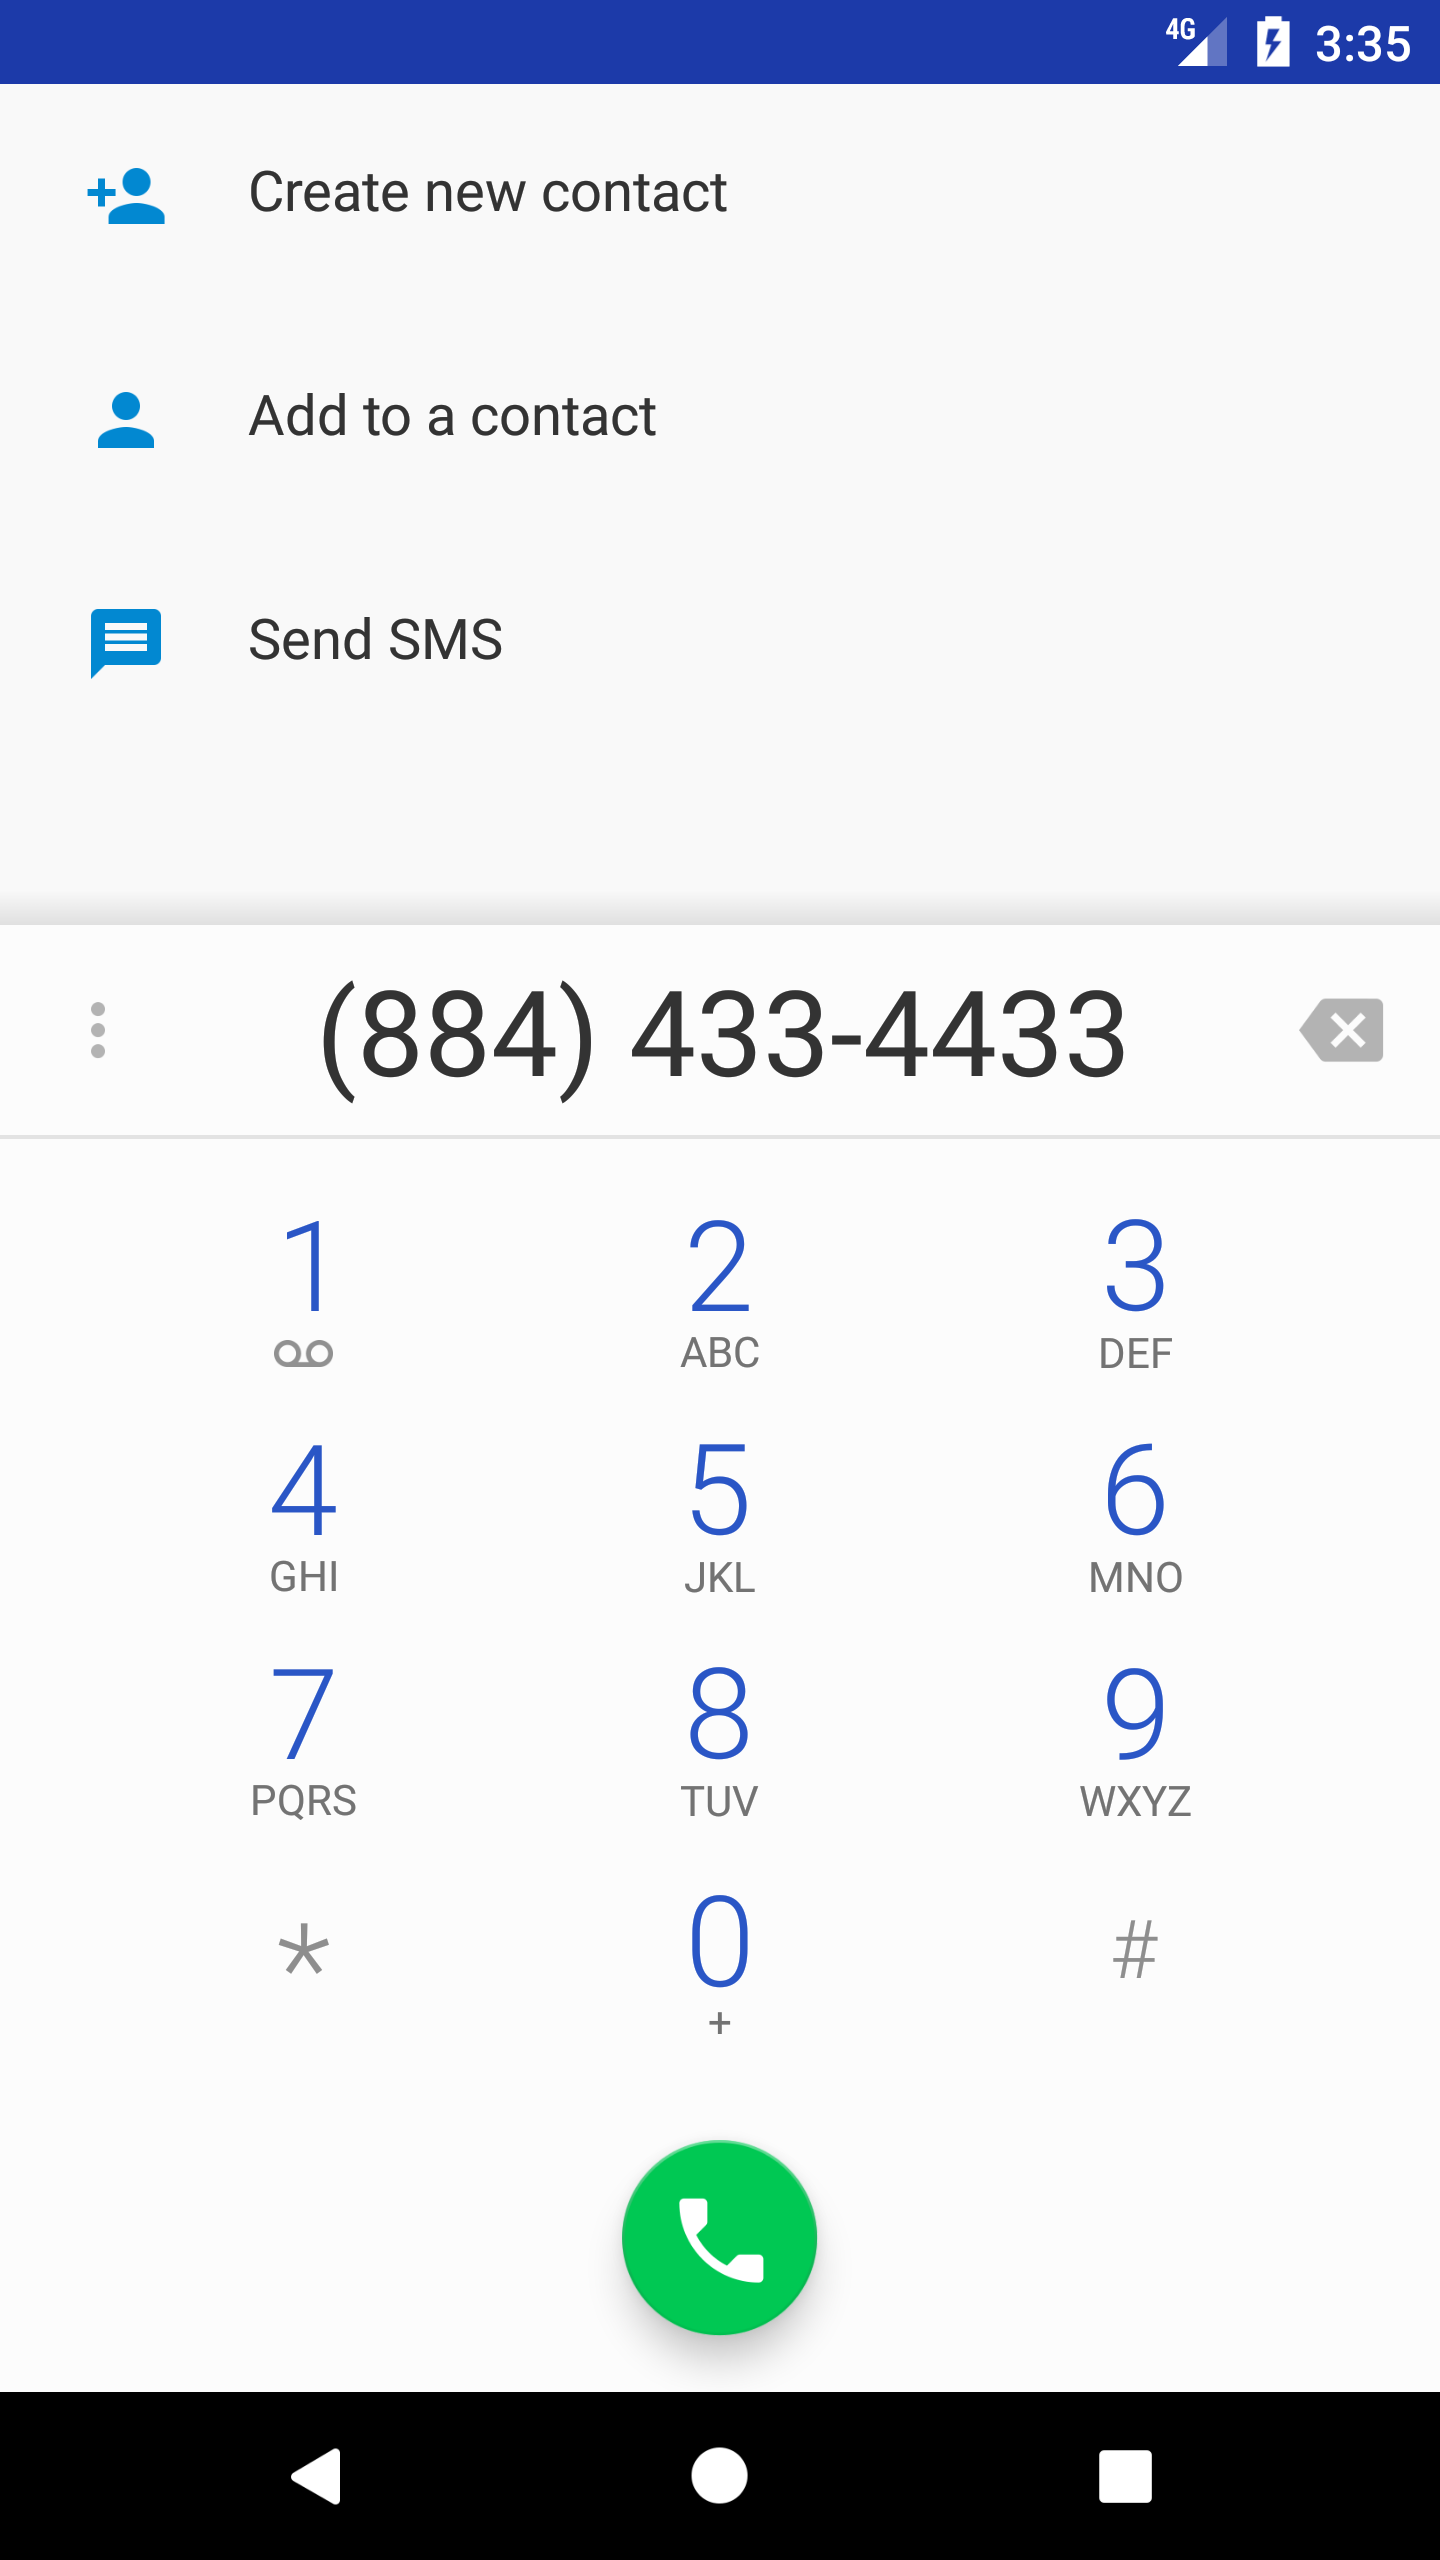 4G 3:35
Create new contact
Add to a contact
Send SMS
(884) 433-4433
1 2 3
ABC DEF
4 5 6
GHI JKL MNO
7 8 9
PQRS TUV WXYZ
* 0 #
+